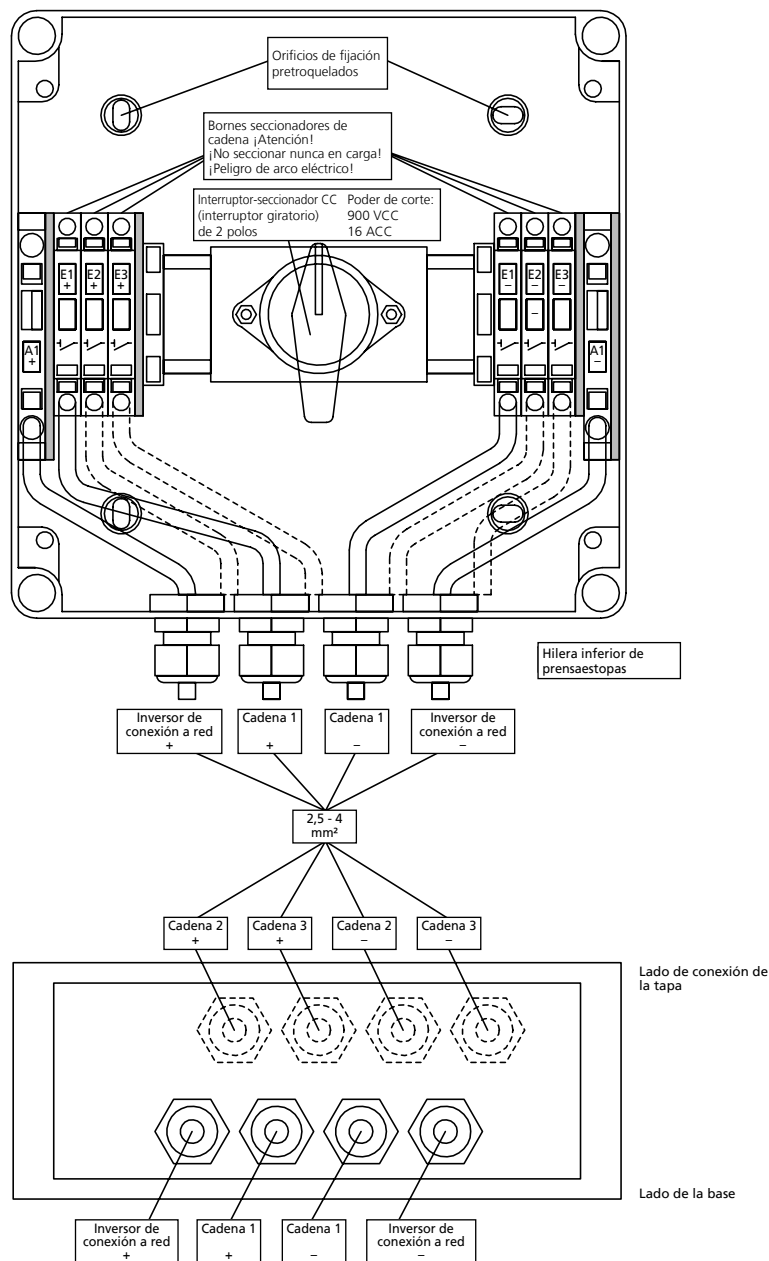 Orificios de fijación
pretroquelados
Bornes seccionadores de
cadena ¡Atención!
¡No seccionar nunca en carga!
¡Peligro de arco eléctrico!
Interruptor-seccionador CC
(interruptor giratorio)
de 2 polos
Poder de corte:
900 VCC
16 ACC
E1
+
E2
+
E3
+
A1
+
E1
–
E2
–
–
E3
–
A1
–
Hilera inferior de
prensaestopas
Inversor de
conexión a red
+
Cadena 1
+
Cadena 1
–
Inversor de
conexión a red
–
2,5 - 4
mm²
Cadena 2
+
Cadena 3
+
Cadena 2
–
Cadena 3
–
Lado de conexión de
la tapa
Lado de la base
Inversor de
conexión a red
+
Cadena 1
+
Cadena 1
–
Inversor de
conexión a red
–